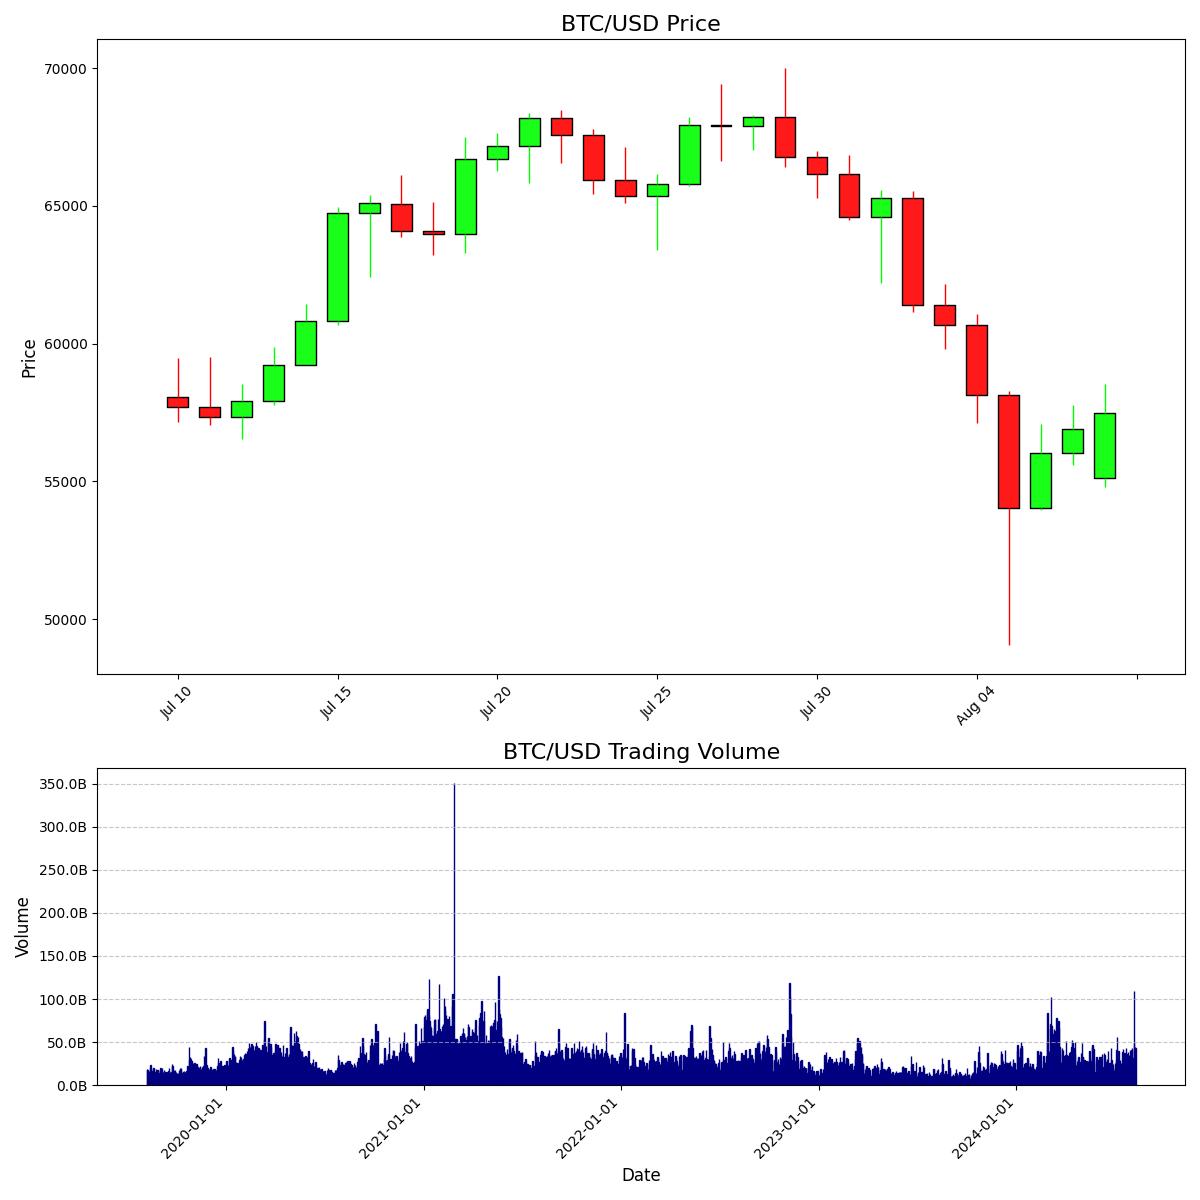 BTC/USD Price
70000
65000
60000
55000
50000
Price
Jul 10
Jul 15
Jul 20
Jul 25
Jul 30
Aug 04
BTC/USD Trading Volume
350.0B
300.0B
250.0B
200.0B
150.0B
100.0B
50.0B
0.0B
Volume
2020-01-01
2021-01-01
2022-01-01
2023-01-01
2024-01-01
Date